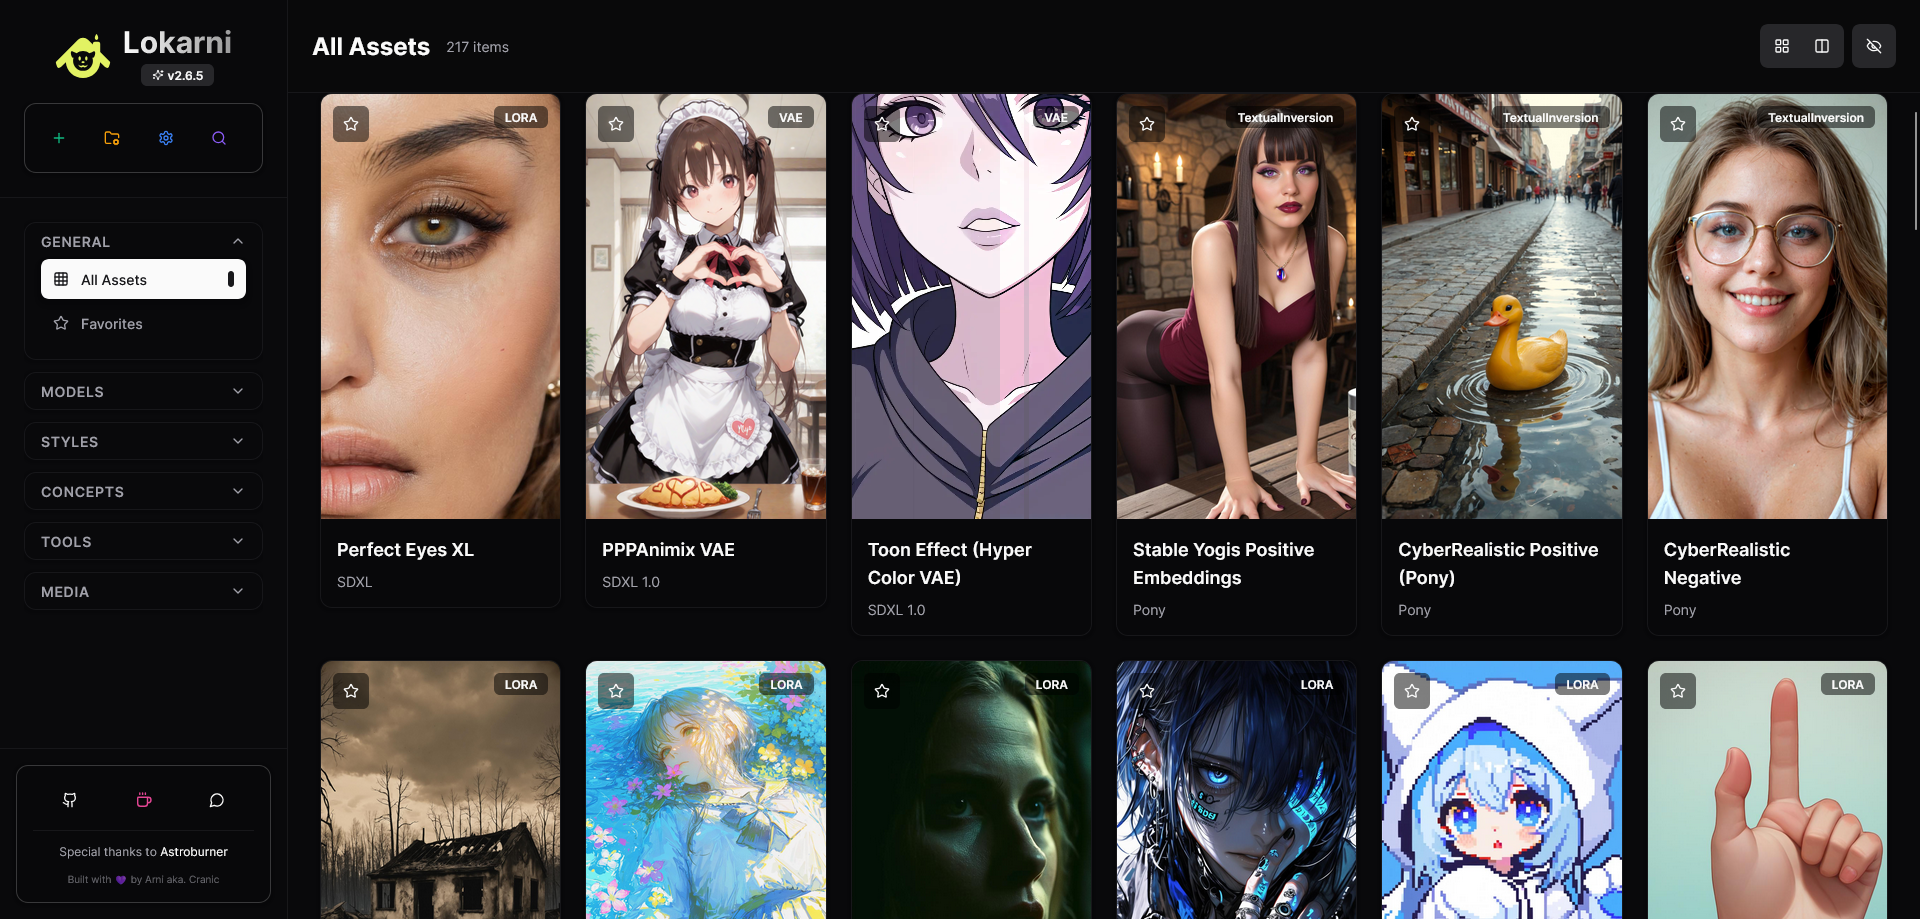 Lokarni
v2.6.5
GENERAL
All Assets
Favorites
MODELS
STYLES
CONCEPTS
TOOLS
MEDIA
Special thanks to Astroburner
Built with 💜 by Arni aka. Cranic
All Assets 217 items
LORA
VAE
VAE
TextualInversion
TextualInversion
TextualInversion
Perfect Eyes XL
SDXL
PPPAnimix VAE
SDXL 1.0
Toon Effect (Hyper
Color VAE)
SDXL 1.0
Stable Yogis Positive
Embeddings
Pony
CyberRealistic Positive
(Pony)
Pony
CyberRealistic
Negative
Pony
LORA
LORA
LORA
LORA
LORA
LORA